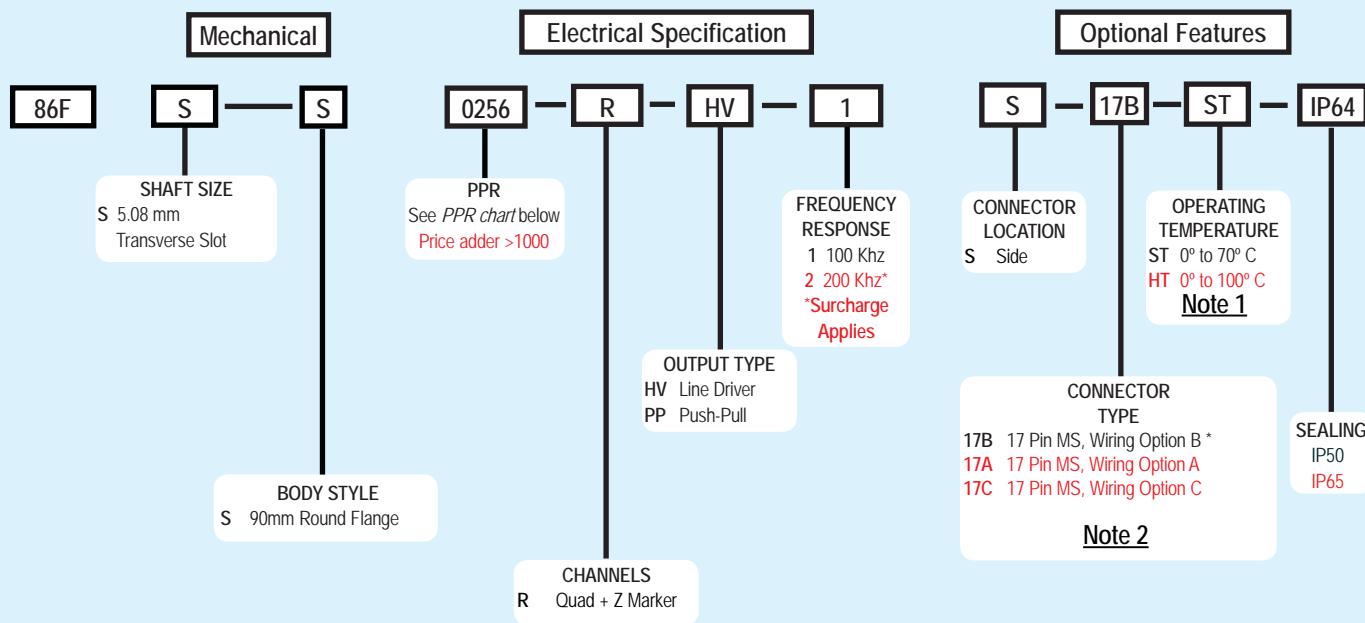 Mechanical
Electrical Specification
Optional Features
86F S S 0256 R HV 1 S 17B ST IP64
SHAFT SIZE
S 5.08 mm
Transverse Slot
PPR
See PPR chart below
Price adder >1000
FREQUENCY
RESPONSE
1 100 Khz
2 200 Khz*
*Surcharge
Applies
CONNECTOR
LOCATION
S Side
OPERATING
TEMPERATURE
ST 0º to 70º C
HT 0º to 100º C
Note 1
OUTPUT TYPE
HV Line Driver
PP Push-Pull
CONNECTOR
TYPE
17B 17 Pin MS, Wiring Option B *
17A 17 Pin MS, Wiring Option A
17C 17 Pin MS, Wiring Option C
Note 2
SEALING
IP50
IP65
BODY STYLE
S 90mm Round Flange
CHANNELS
R Quad + Z Marker